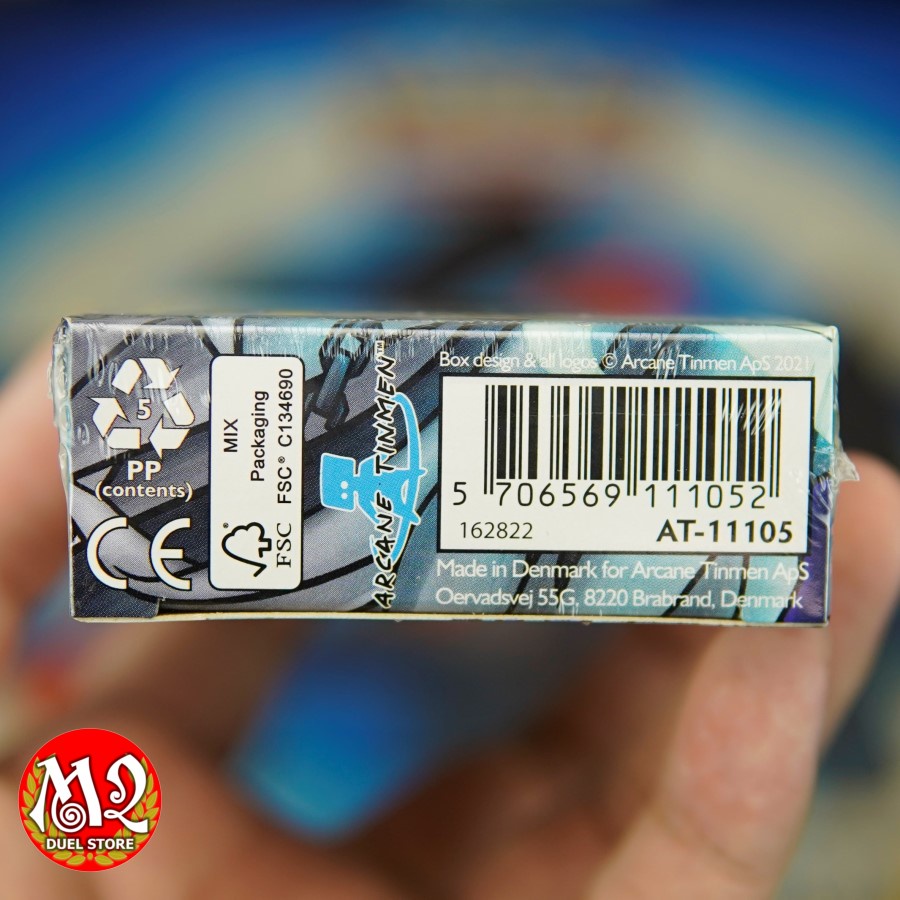 5
PP
(contents)
CE
MIX
Packaging
FSC® C134690
FSC
®
ARCANE TINMEN™
Box design & all logos © Arcane Tinmen ApS 2021
5 706569 111052
162822 AT-11105
Made in Denmark for Arcane Tinmen ApS
Oervadsvej 55G, 8220 Brabrand, Denmark
M2
DUEL STORE